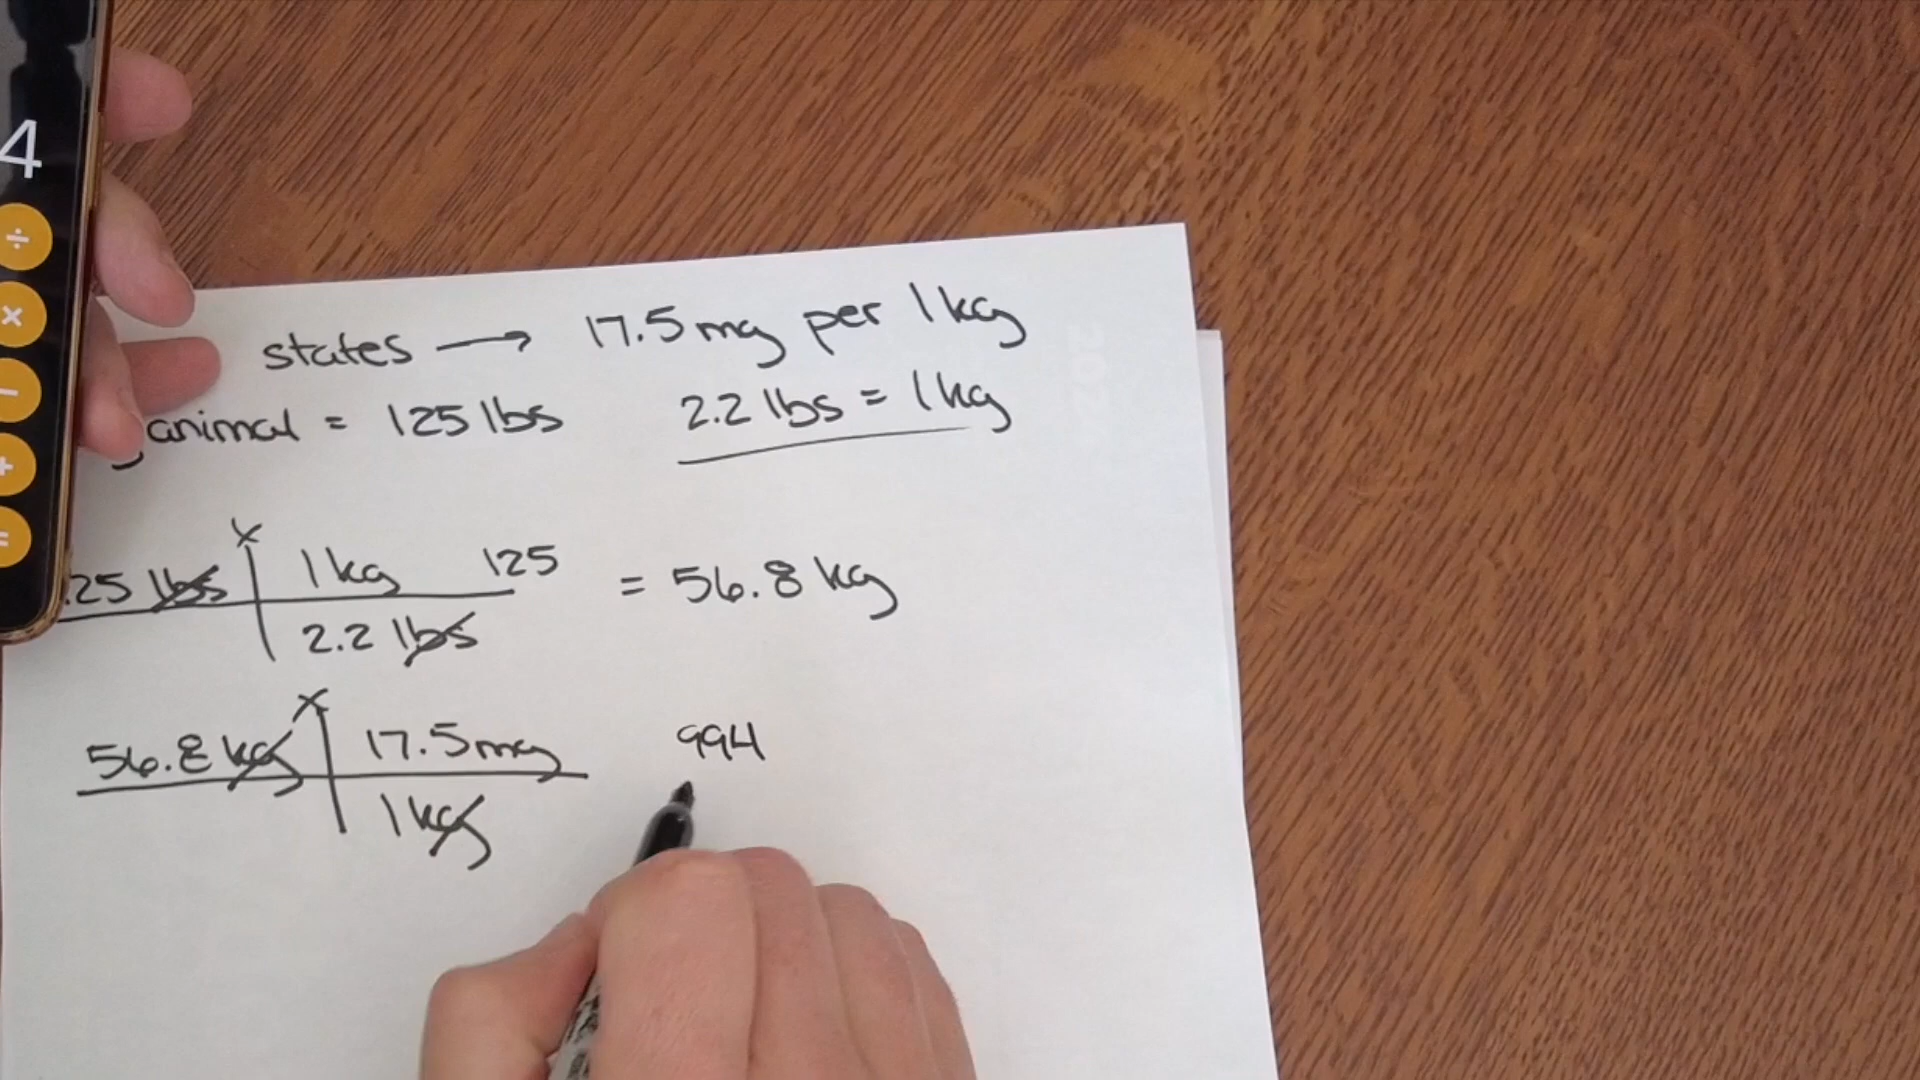 4
÷
×
−
+
=
states → 17.5 mg per 1 kg
animal = 125 lbs 2.2 lbs = 1 kg
25 lbs x 1 kg 125 = 56.8 kg
2.2 lbs
56.8 kg x 17.5 mg 994
1 kg